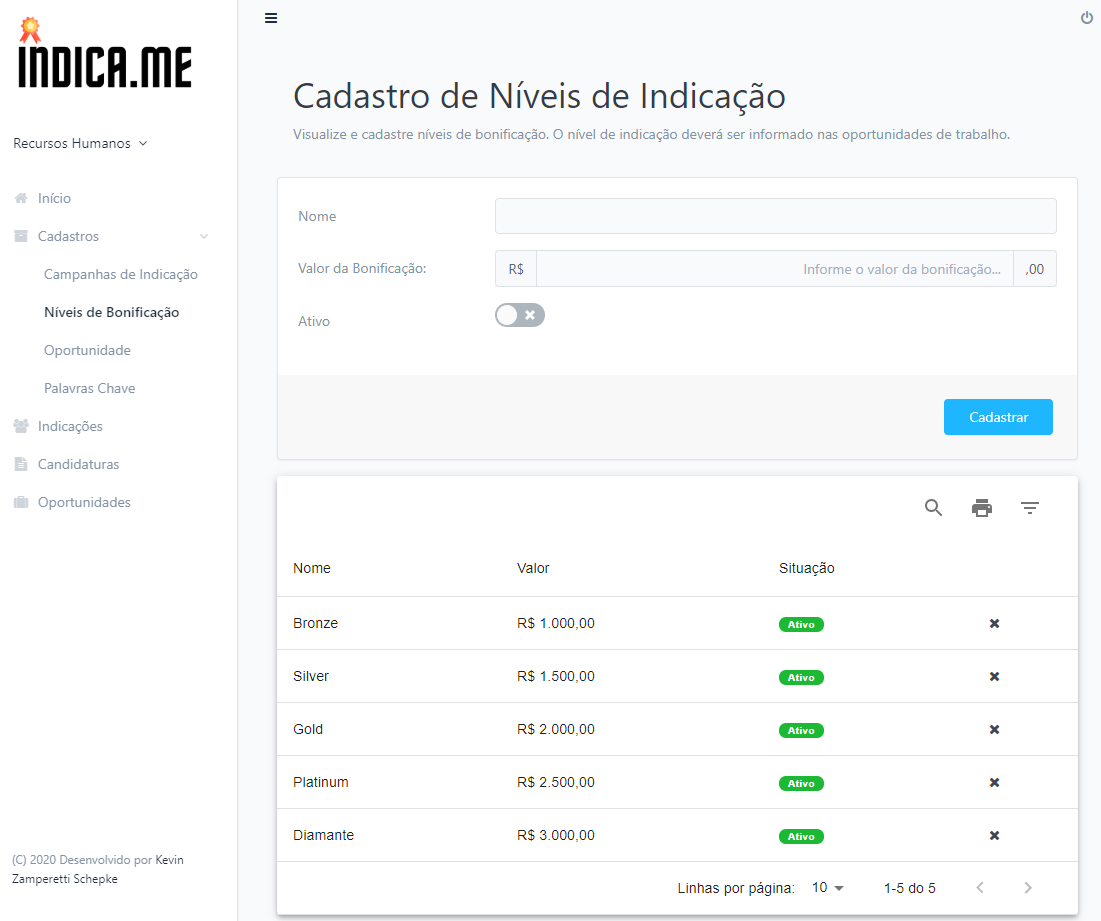 INDICA.ME
Recursos Humanos
Início
Cadastros
Campanhas de Indicação
Níveis de Bonificação
Oportunidade
Palavras Chave
Indicações
Candidaturas
Oportunidades
(C) 2020 Desenvolvido por Kevin
Zamperetti Schepke
Cadastro de Níveis de Indicação
Visualize e cadastre níveis de bonificação. O nível de indicação deverá ser informado nas oportunidades de trabalho.
Nome
Valor da Bonificação: R$ Informe o valor da bonificação... ,00
Ativo
Cadastrar
Nome Valor Situação
Bronze R$ 1.000,00 Ativo
Silver R$ 1.500,00 Ativo
Gold R$ 2.000,00 Ativo
Platinum R$ 2.500,00 Ativo
Diamante R$ 3.000,00 Ativo
Linhas por página: 10 1-5 do 5